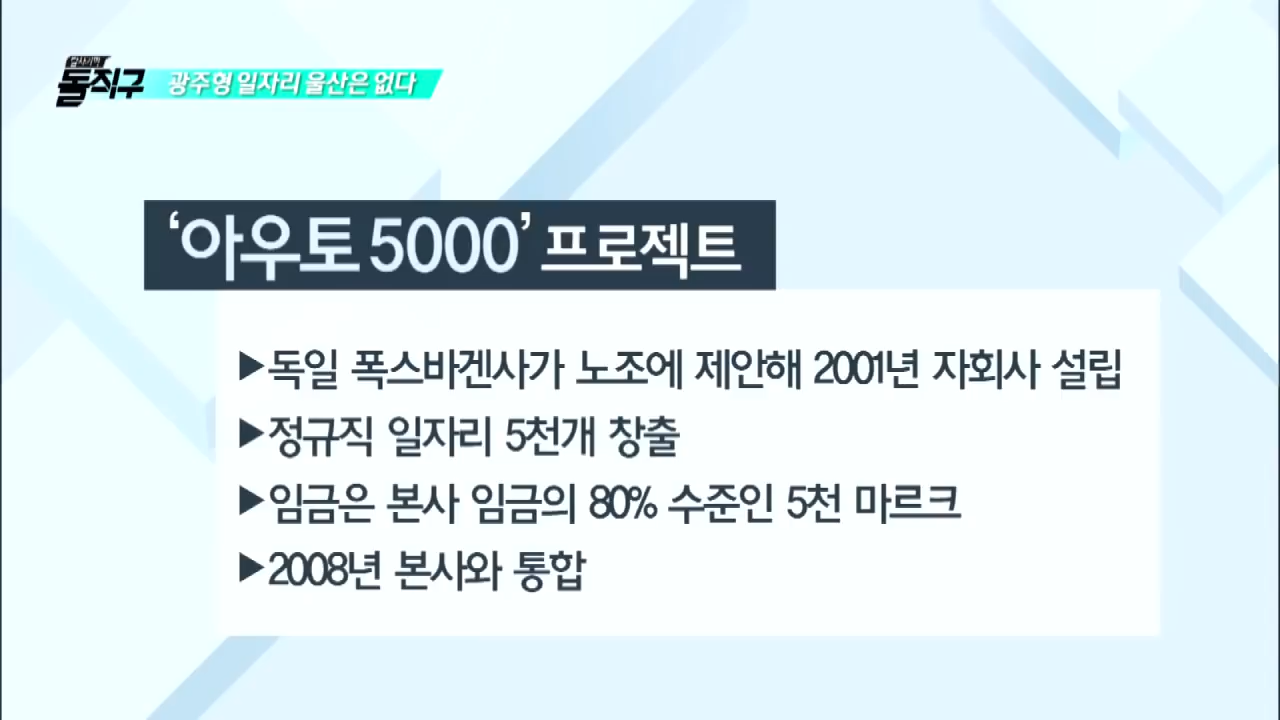 돌직구
광주형 일자리 울산은 없다
‘아우토 5000’ 프로젝트
▶독일 폭스바겐사가 노조에 제안해 2001년 자회사 설립
▶정규직 일자리 5천개 창출
▶임금은 본사 임금의 80% 수준인 5천 마르크
▶2008년 본사와 통합